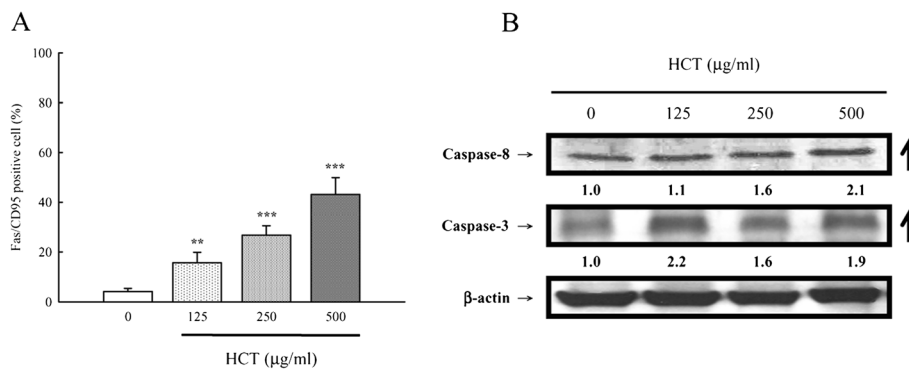 A
Fas/CD95 positive cell (%)
100
80
60
40
20
0
**
***
***
0 125 250 500
HCT (μg/ml)
B
HCT (μg/ml)
0 125 250 500
Caspase-8 →
1.0 1.1 1.6 2.1
Caspase-3 →
1.0 2.2 1.6 1.9
β-actin →